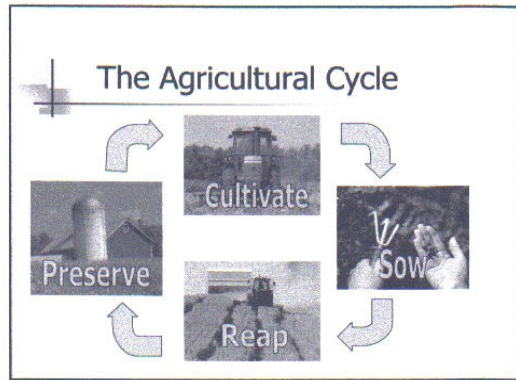 The Agricultural Cycle
Cultivate
Sow
Reap
Preserve